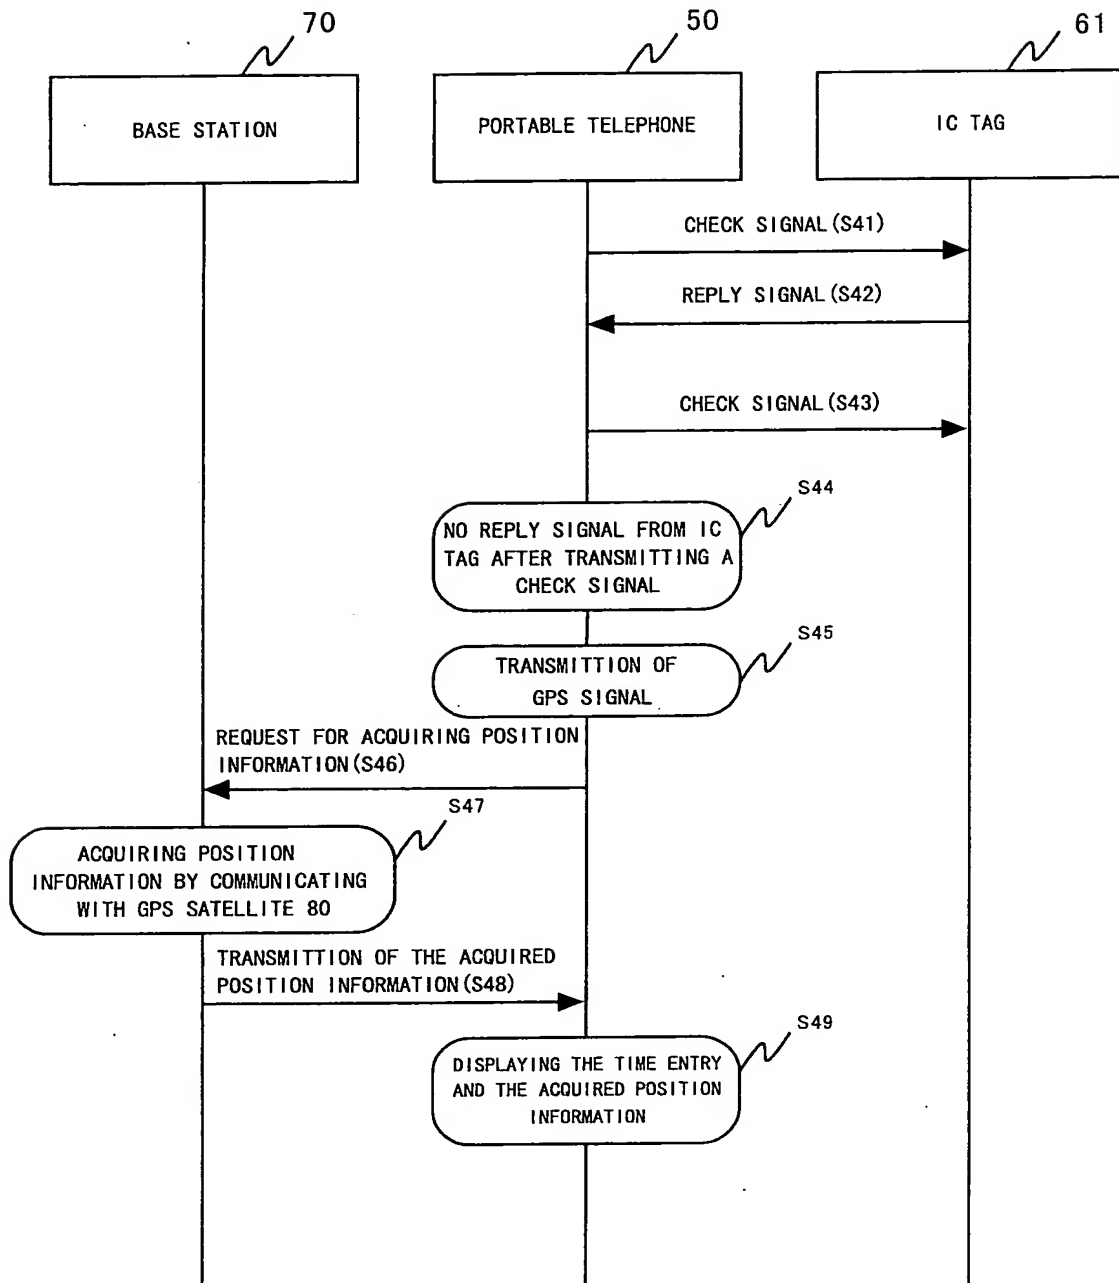 70
50
61
BASE STATION
PORTABLE TELEPHONE
IC TAG
CHECK SIGNAL(S41)
REPLY SIGNAL(S42)
CHECK SIGNAL(S43)
S44
NO REPLY SIGNAL FROM IC
TAG AFTER TRANSMITTING A
CHECK SIGNAL
S45
TRANSMITTION OF
GPS SIGNAL
REQUEST FOR ACQUIRING POSITION
INFORMATION(S46)
S47
ACQUIRING POSITION
INFORMATION BY COMMUNICATING
WITH GPS SATELLITE 80
TRANSMITTION OF THE ACQUIRED
POSITION INFORMATION(S48)
S49
DISPLAYING THE TIME ENTRY
AND THE ACQUIRED POSITION
INFORMATION